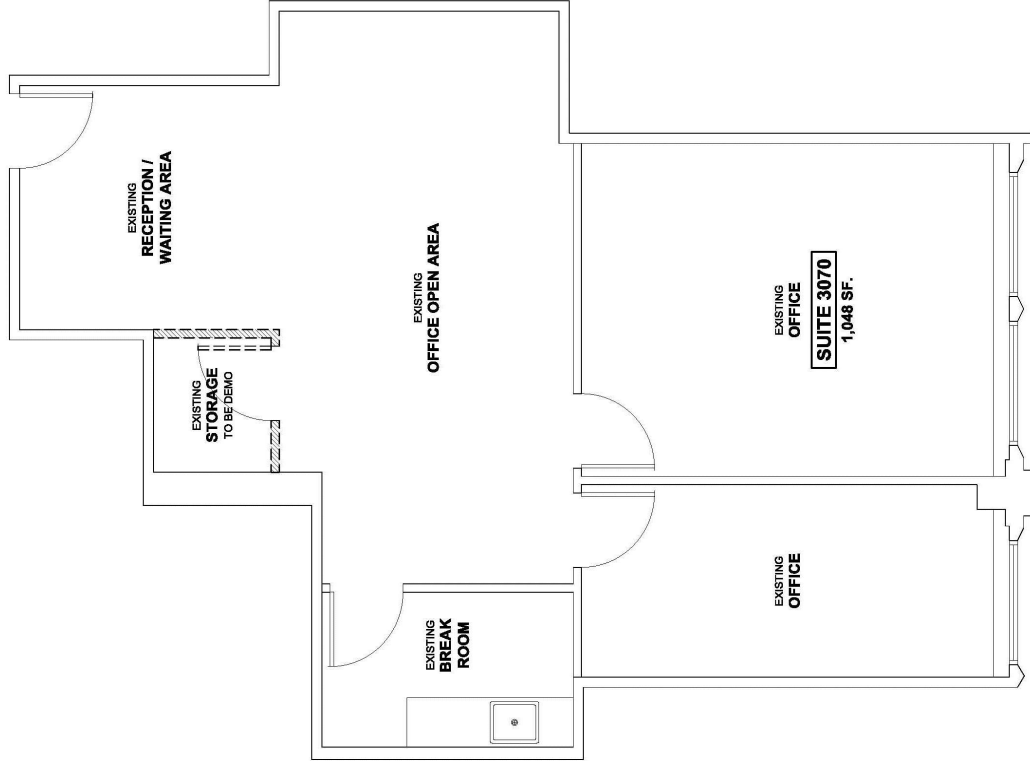 EXISTING
RECEPTION /
WAITING AREA
EXISTING
STORAGE
TO BE DEMO
EXISTING
OFFICE OPEN AREA
EXISTING
BREAK
ROOM
EXISTING
OFFICE
SUITE 3070
1,048 SF.
EXISTING
OFFICE